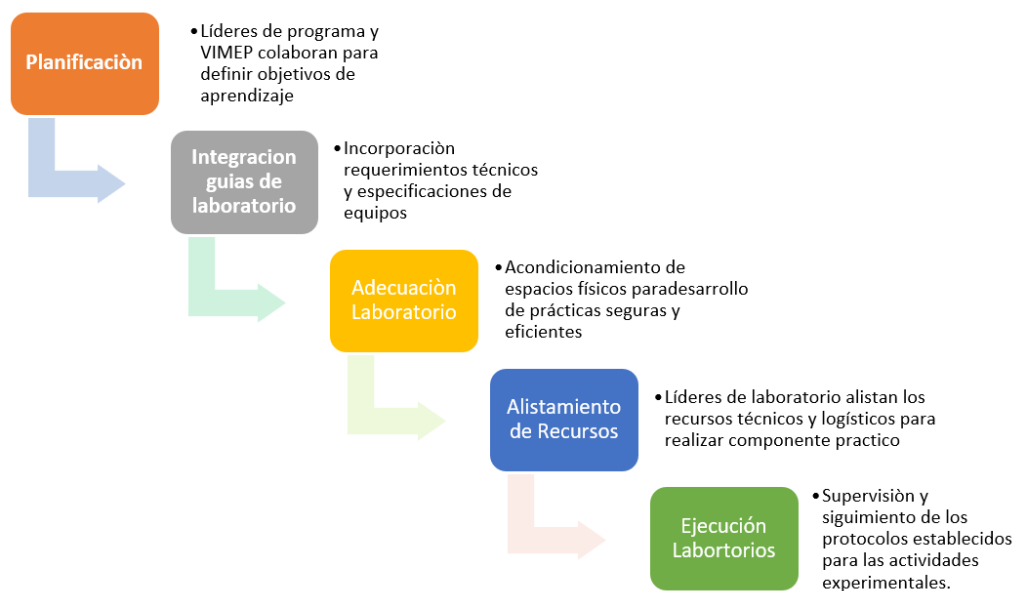 Planificaciòn
•Líderes de programa y
VIMEP colaboran para
definir objetivos de
aprendizaje
Integracion
guias de
laboratorio
•Incorporaciòn
requerimientos técnicos
y especificaciones de
equipos
Adecuaciòn
Laboratorio
•Acondicionamiento de
espacios físicos paradesarrollo
de prácticas seguras y
eficientes
Alistamiento
de Recursos
•Líderes de laboratorio alistan los
recursos técnicos y logísticos para
realizar componente practico
Ejecución
Labortorios
•Supervisiòn y
siguimiento de los
protocolos establecidos
para las actividades
experimentales.